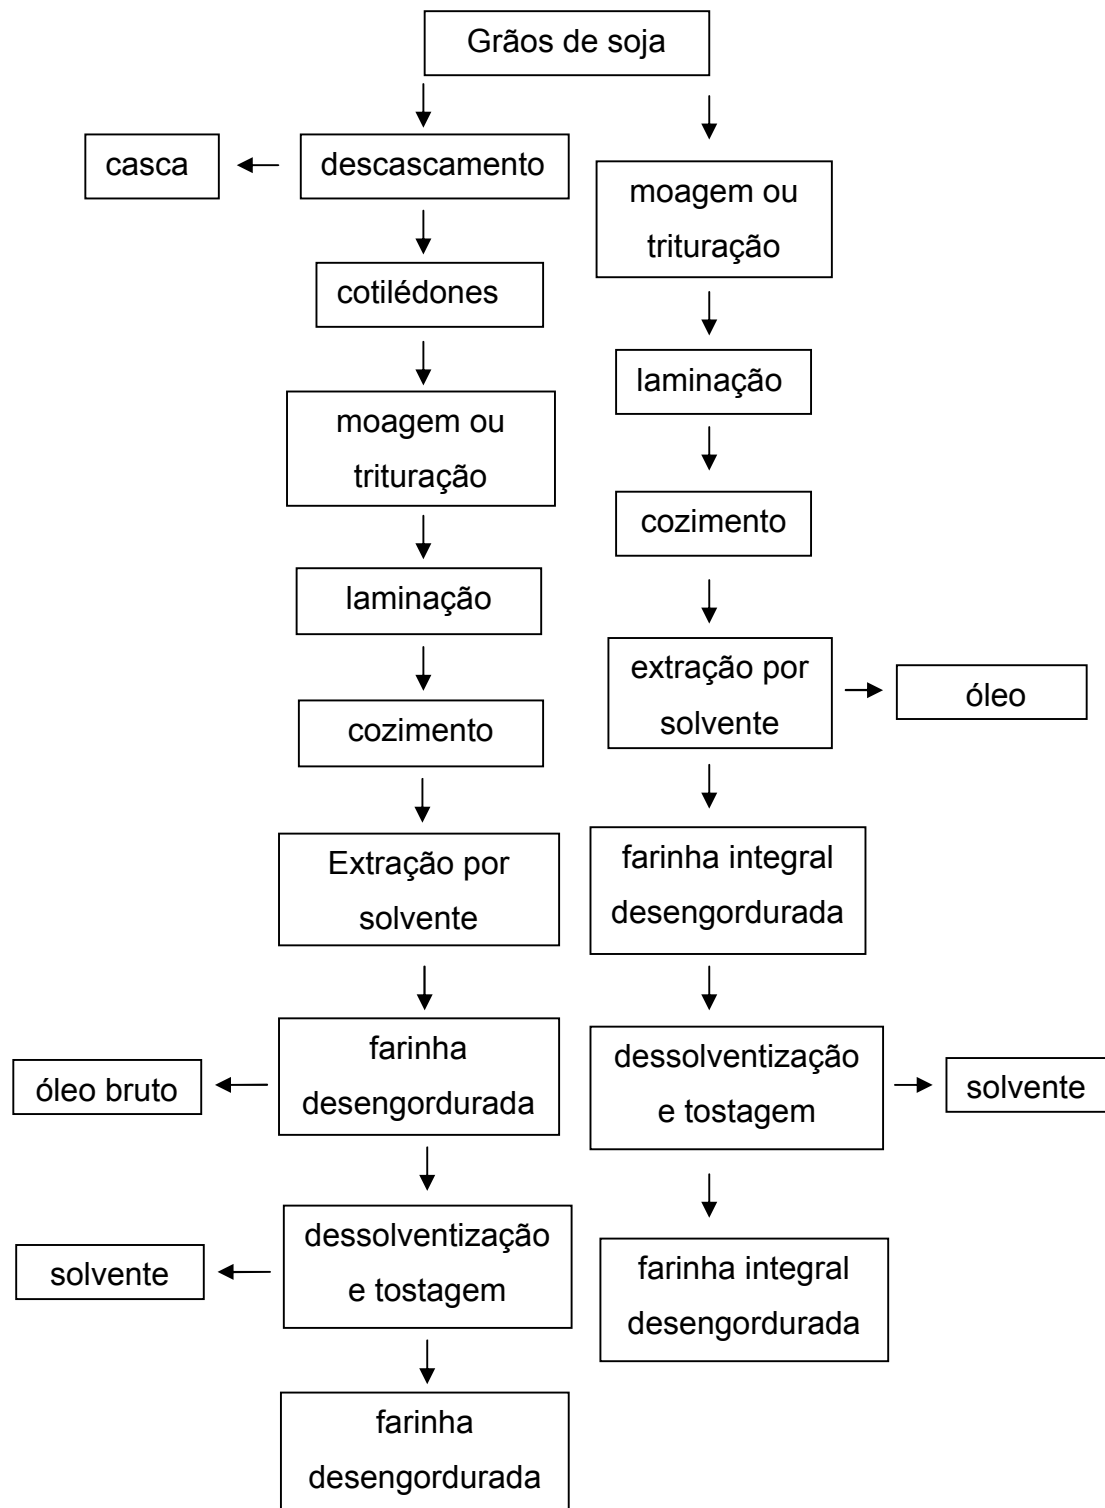 Grãos de soja
casca
descascamento
cotilédones
moagem ou
trituração
laminação
cozimento
Extração por
solvente
farinha
desengordurada
óleo bruto
dessolventização
e tostagem
solvente
farinha
desengordurada
moagem ou
trituração
laminação
cozimento
extração por
solvente
óleo
farinha integral
desengordurada
dessolventização
e tostagem
solvente
farinha integral
desengordurada